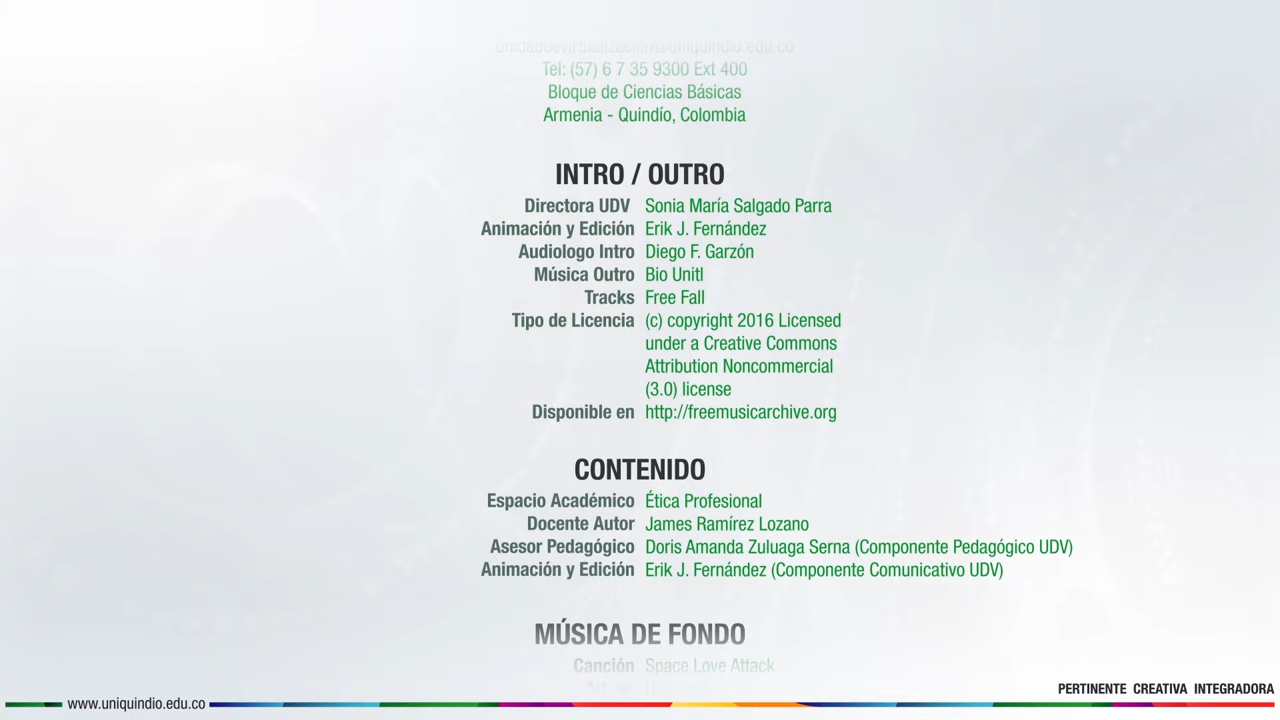 unidaddevirtualizacion@uniquindio.edu.co
Tel: (57) 6 7 35 9300 Ext 400
Bloque de Ciencias Básicas
Armenia - Quindío, Colombia
INTRO / OUTRO
Directora UDV Sonia María Salgado Parra
Animación y Edición Erik J. Fernández
Audiologo Intro Diego F. Garzón
Música Outro Bio Unitl
Tracks Free Fall
Tipo de Licencia (c) copyright 2016 Licensed
under a Creative Commons
Attribution Noncommercial
(3.0) license
Disponible en http://freemusicarchive.org
CONTENIDO
Espacio Académico Ética Profesional
Docente Autor James Ramírez Lozano
Asesor Pedagógico Doris Amanda Zuluaga Serna (Componente Pedagógico UDV)
Animación y Edición Erik J. Fernández (Componente Comunicativo UDV)
MÚSICA DE FONDO
Canción Space Love Attack
PERTINENTE CREATIVA INTEGRADORA
www.uniquindio.edu.co